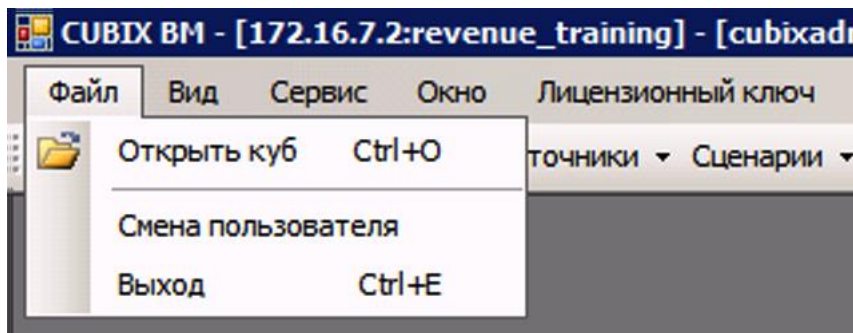 CUBIX BM - [172.16.7.2:revenue_training] - [cubixad
Файл Вид Сервис Окно Лицензионный ключ
Открыть куб Ctrl+O
точники Сценарии
Смена пользователя
Выход Ctrl+E